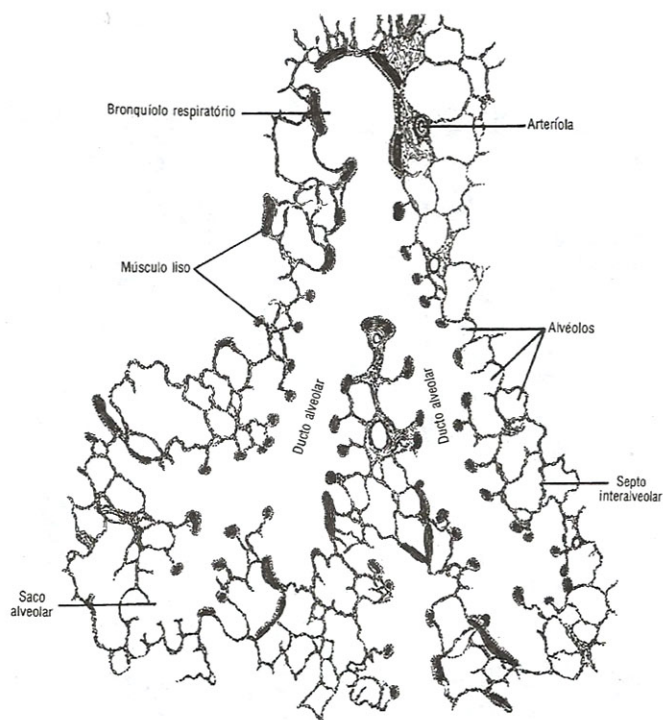 Bronquíolo respiratório
Arteríola
Músculo liso
Alvéolos
Ducto alveolar
Ducto alveolar
Septo
interalveolar
Saco
alveolar